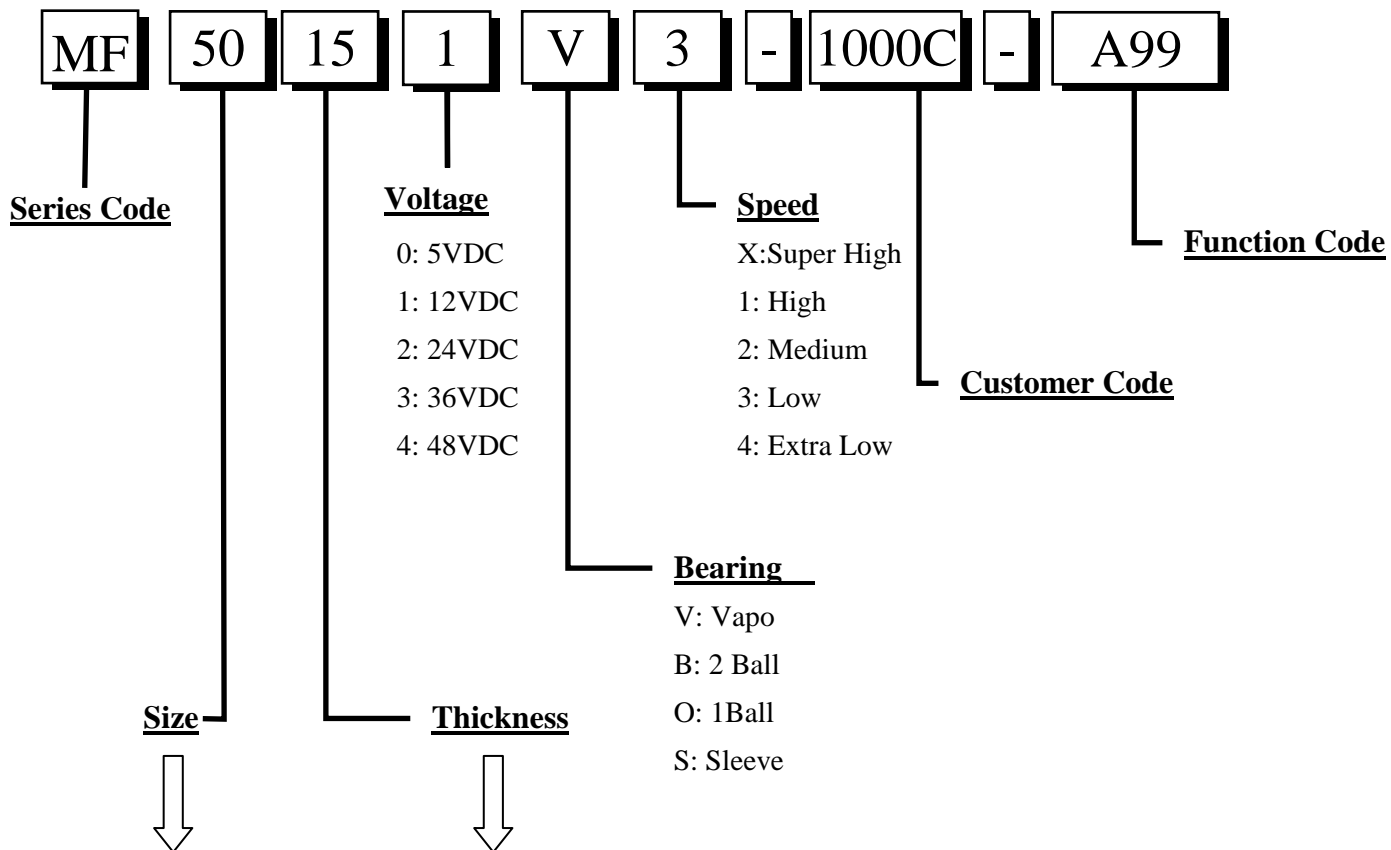 MF 50 15 1 V 3 - 1000C - A99
Series Code
Voltage
0: 5VDC
1: 12VDC
2: 24VDC
3: 36VDC
4: 48VDC
Speed
X:Super High
1: High
2: Medium
3: Low
4: Extra Low
Function Code
Customer Code
Bearing
V: Vapo
B: 2 Ball
O: 1Ball
S: Sleeve
Size
Thickness